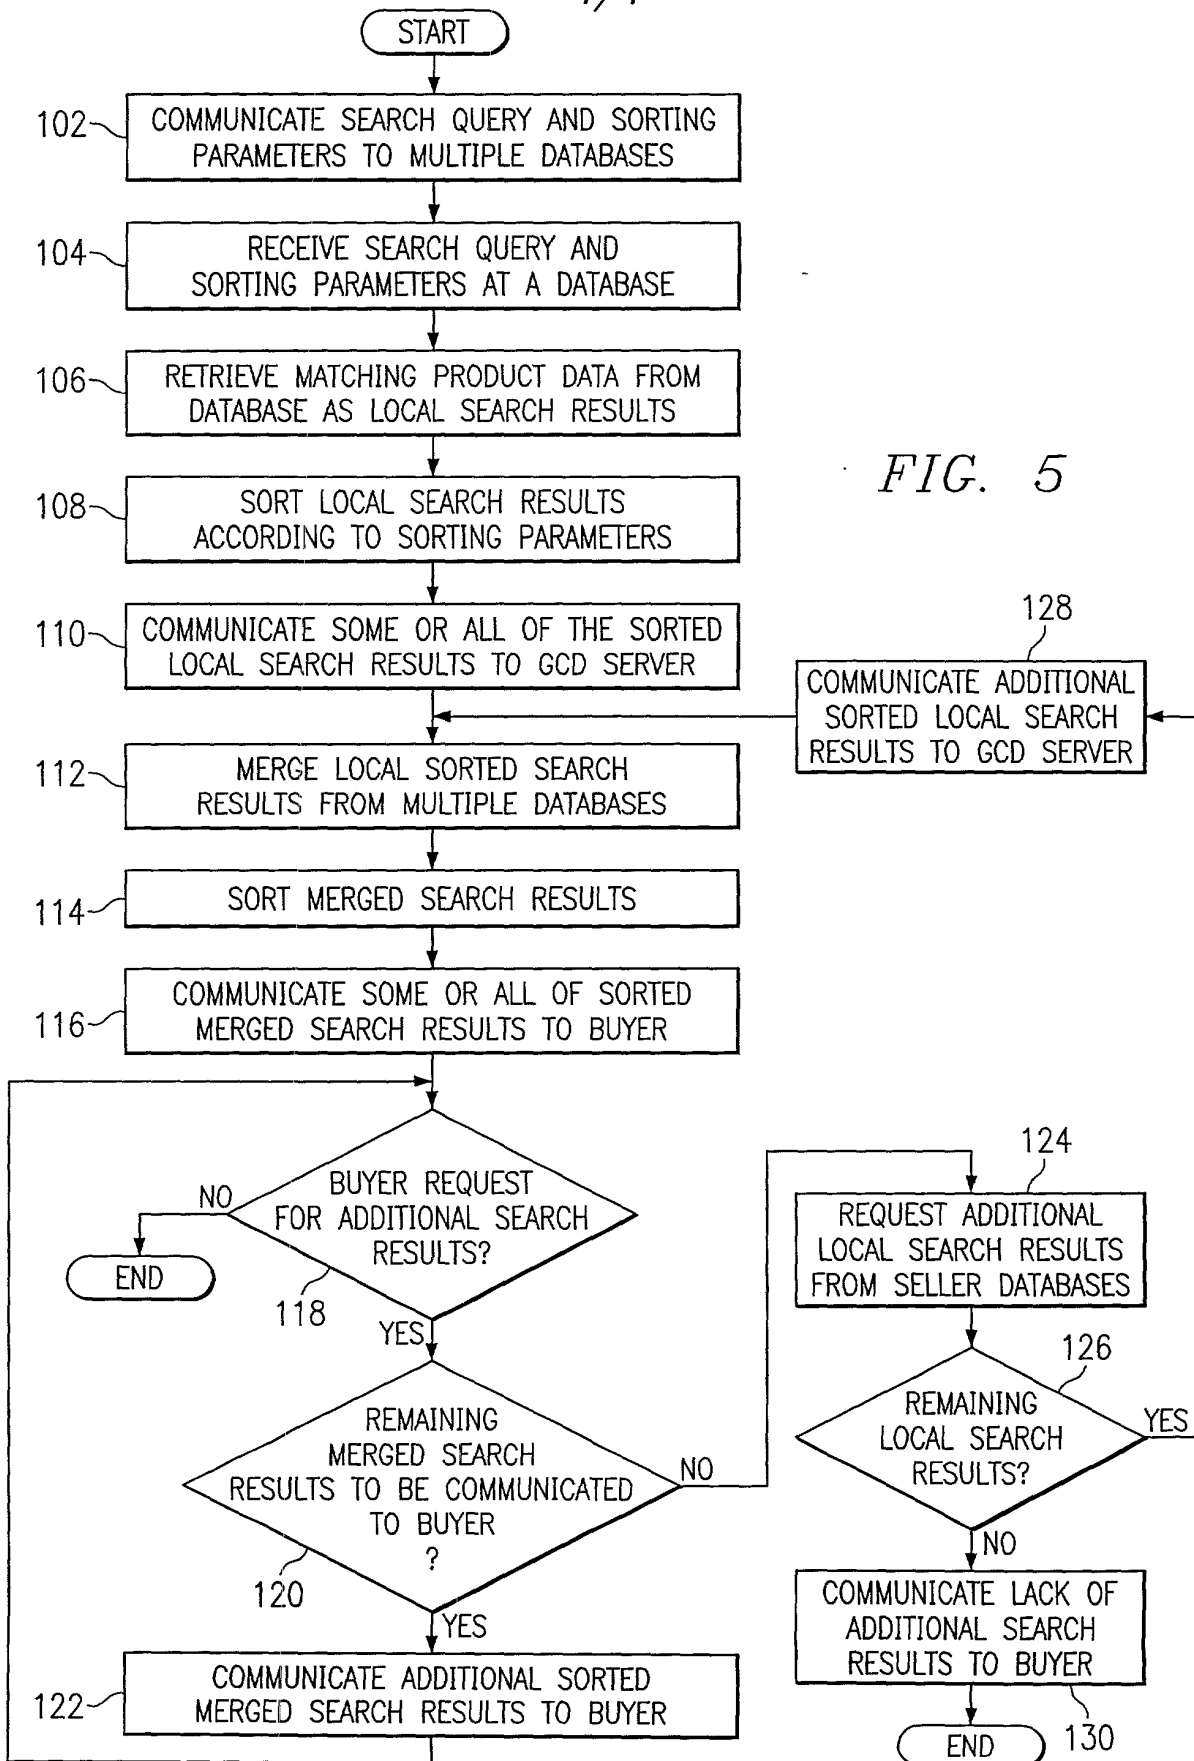 START
102
COMMUNICATE SEARCH QUERY AND SORTING
PARAMETERS TO MULTIPLE DATABASES
104
RECEIVE SEARCH QUERY AND
SORTING PARAMETERS AT A DATABASE
106
RETRIEVE MATCHING PRODUCT DATA FROM
DATABASE AS LOCAL SEARCH RESULTS
FIG. 5
108
SORT LOCAL SEARCH RESULTS
ACCORDING TO SORTING PARAMETERS
110
COMMUNICATE SOME OR ALL OF THE SORTED
LOCAL SEARCH RESULTS TO GCD SERVER
128
COMMUNICATE ADDITIONAL
SORTED LOCAL SEARCH
RESULTS TO GCD SERVER
112
MERGE LOCAL SORTED SEARCH
RESULTS FROM MULTIPLE DATABASES
114
SORT MERGED SEARCH RESULTS
116
COMMUNICATE SOME OR ALL OF SORTED
MERGED SEARCH RESULTS TO BUYER
BUYER REQUEST
FOR ADDITIONAL SEARCH
RESULTS?
NO
END
118
YES
REMAINING
MERGED SEARCH
RESULTS TO BE COMMUNICATED
TO BUYER
?
NO
120
YES
122
COMMUNICATE ADDITIONAL SORTED
MERGED SEARCH RESULTS TO BUYER
124
REQUEST ADDITIONAL
LOCAL SEARCH RESULTS
FROM SELLER DATABASES
126
REMAINING
LOCAL SEARCH
RESULTS?
YES
NO
COMMUNICATE LACK OF
ADDITIONAL SEARCH
RESULTS TO BUYER
130
END